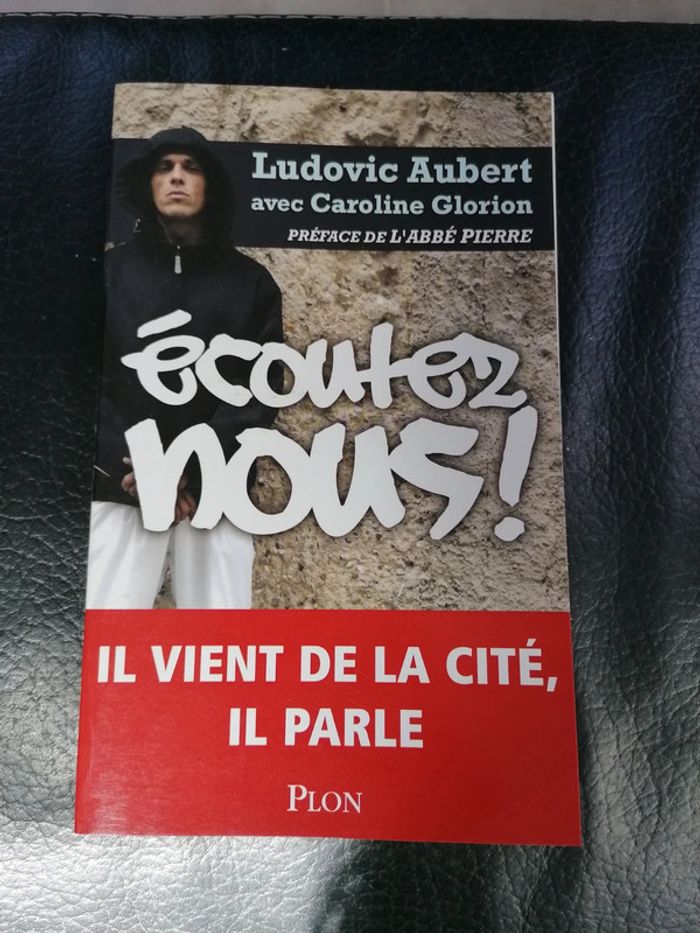 Ludovic Aubert
avec Caroline Glorion
PRÉFACE DE L'ABBÉ PIERRE
écoutez
nous!
IL VIENT DE LA CITÉ,
IL PARLE
PLON